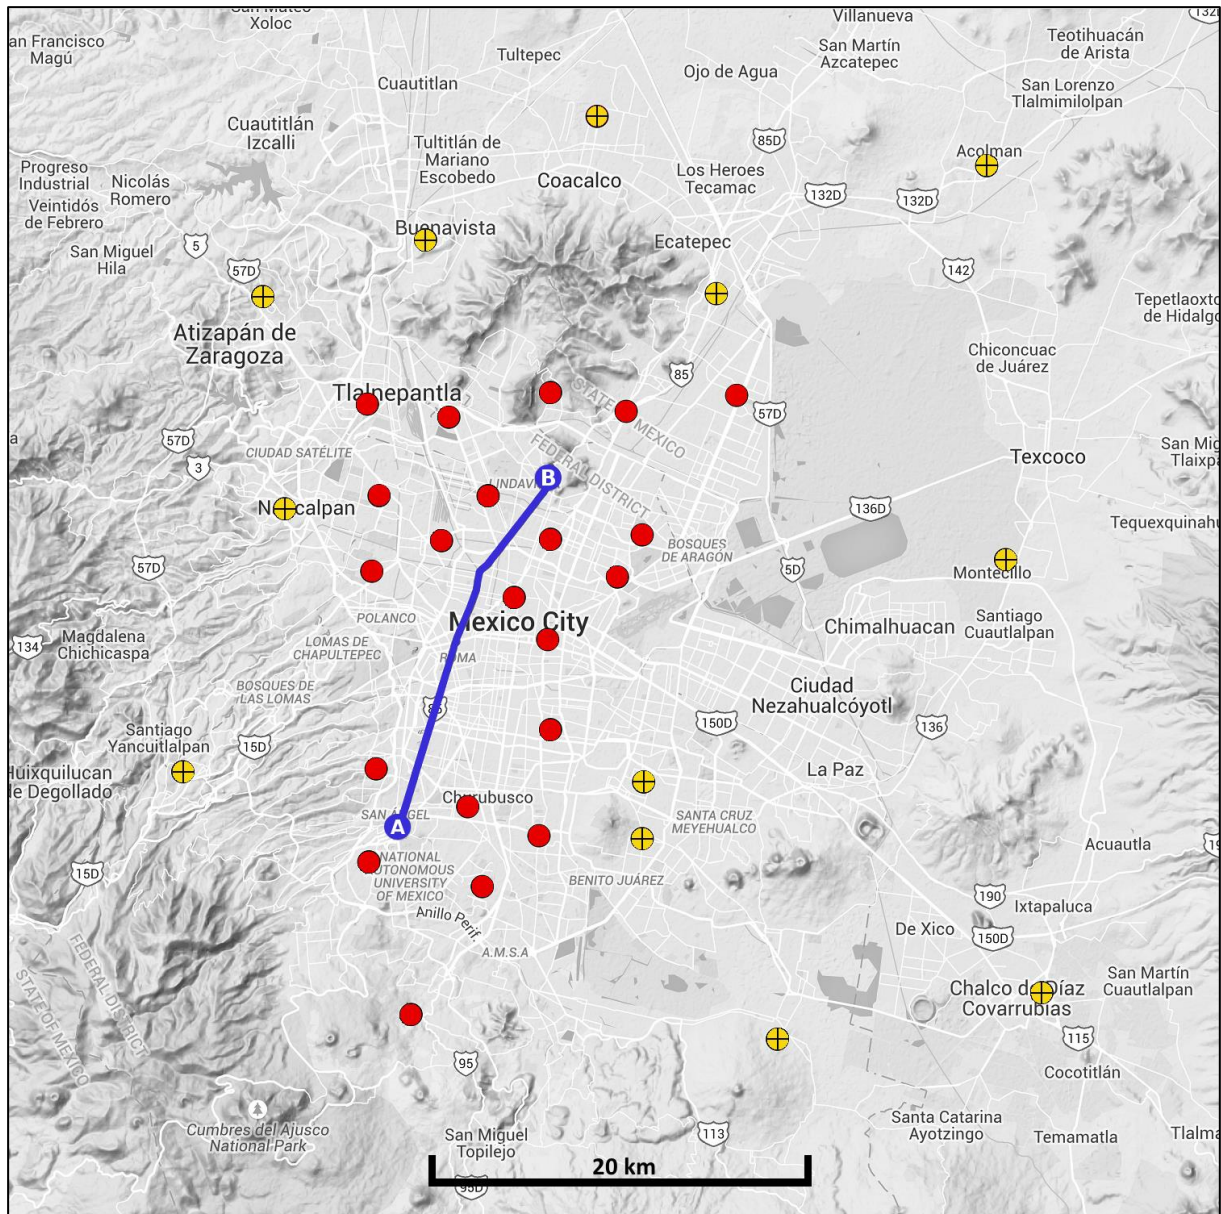 Xoloc
Villanueva
an Francisco
Magú
Tultepec
San Martín
Azcatepec
Teotihuacán
de Arista
Cuautitlan
Ojo de Agua
San Lorenzo
Tlalmimilolpan
Cuautitlán
Izcalli
Tultitlán de
Mariano
Escobedo
85D
Acolman
Progreso
Industrial
Nicolás
Romero
Coacalco
Los Heroes
Tecamac
132D
132D
Veintidós
de Febrero
Buenavista
Ecatepec
5
San Miguel
Hila
57D
142
Tepetlaoxto
de Hidalgo
Atizapán de
Zaragoza
Chiconcuac
de Juárez
85
Tlalnepantla
STATE OF MEXICO
57D
57D
CIUDAD SATÉLITE
FEDERAL DISTRICT
3
Texcoco
San Mig
Tlaixpa
B
LINDAVI
Naucalpan
136D
Tequexquinahu
BOSQUES
DE ARAGÓN
57D
5D
Montecillo
POLANCO
Mexico City
Chimalhuacan
Santiago
Cuautlalpan
134
Magdalena
Chichicaspa
LOMAS DE
CHAPULTEPEC
ROMA
BOSQUES DE
LAS LOMAS
Ciudad
Nezahualcóyotl
85
150D
136
Santiago
Yancuitlalpan
15D
Huixquilucan
de Degollado
La Paz
Churubusco
SAN ÁNGEL
A
SANTA CRUZ
MEYEHUALCO
Acuautla
15D
NATIONAL
AUTONOMOUS
UNIVERSITY
OF MEXICO
BENITO JUÁREZ
190
Ixtapaluca
Anillo Perif.
De Xico
150D
A.M.S.A
FEDERAL DISTRICT
STATE OF MEXICO
Chalco de Díaz
Covarrubias
San Martín
Cuautlalpan
115
95
Cocotitlán
Cumbres del Ajusco
National Park
San Miguel
Topilejo
113
Santa Catarina
Ayotzingo
Temamatla
Tlalma
20 km
95D